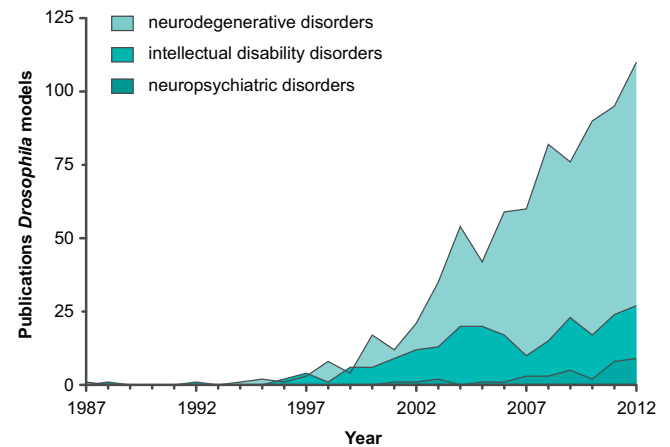 125
100
75
50
25
0
neurodegenerative disorders
intellectual disability disorders
neuropsychiatric disorders
Publications Drosophila models
1987 1992 1997 2002 2007 2012
Year